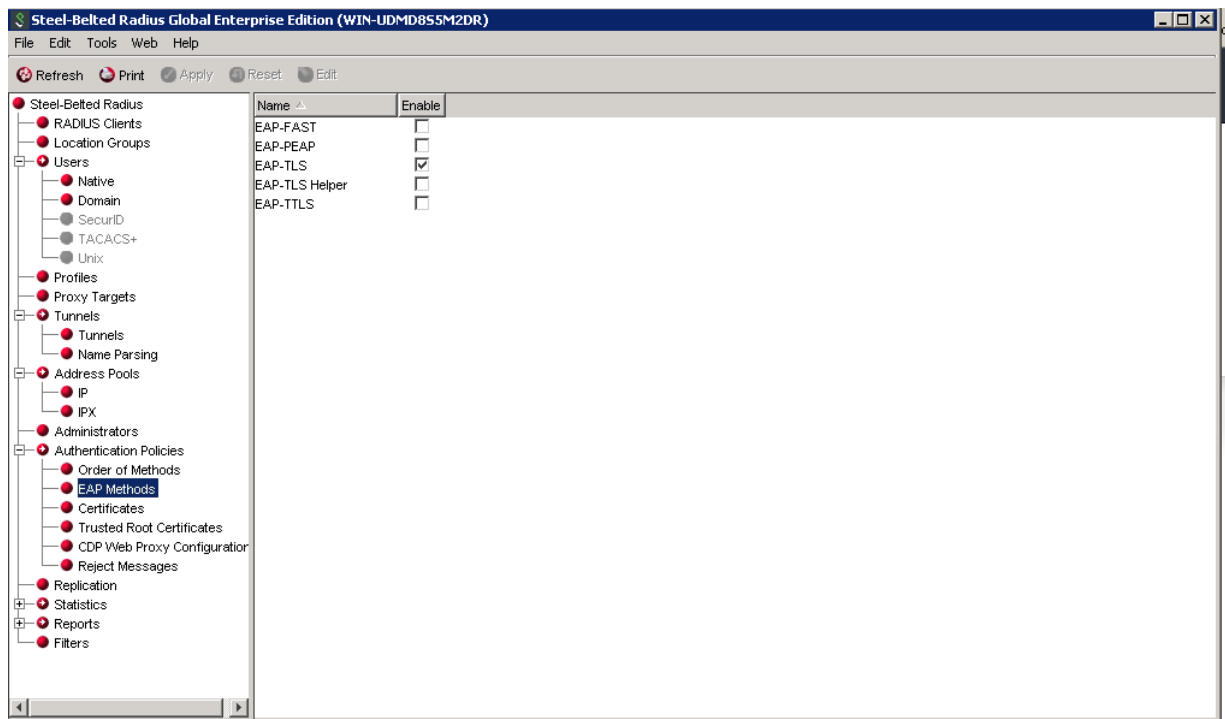 Steel-Belted Radius Global Enterprise Edition (WIN-UDMD8S5M2DR)
File Edit Tools Web Help
Refresh Print Apply Reset Edit
Steel-Belted Radius
RADIUS Clients
Location Groups
Users
Native
Domain
SecurID
TACACS+
Unix
Profiles
Proxy Targets
Tunnels
Tunnels
Name Parsing
Address Pools
IP
IPX
Administrators
Authentication Policies
Order of Methods
EAP Methods
Certificates
Trusted Root Certificates
CDP Web Proxy Configuration
Reject Messages
Replication
Statistics
Reports
Filters
Name Enable
EAP-FAST
EAP-PEAP
EAP-TLS
EAP-TLS Helper
EAP-TTLS